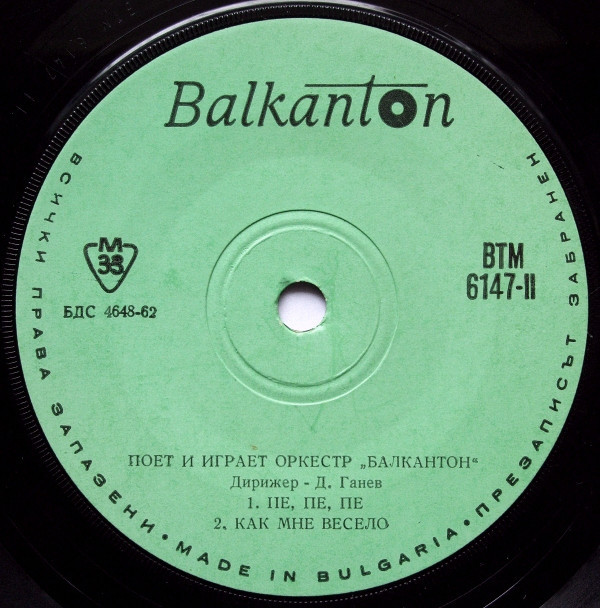 Balkanton
ВСИЧКИ ПРАВА ЗАПАЗЕНИ • MADE IN BULGARIA • ПРЕЗАПИСЪТ ЗАБРАНЕН
М
33
БДС 4648-62
ВТМ
6147-II
ПОЕТ И ИГРАЕТ ОРКЕСТР „БАЛКАНТОН“
Дирижер - Д. Ганев
1. ПЕ, ПЕ, ПЕ
2. КАК МНЕ ВЕСЕЛО